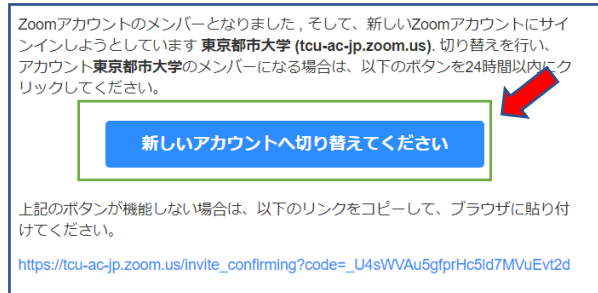 Zoomアカウントのメンバーとなりました , そして、新しいZoomアカウントにサイ
ンインしようとしています 東京都市大学 (tcu-ac-jp.zoom.us). 切り替えを行い、
アカウント東京都市大学のメンバーになる場合は、以下のボタンを24時間以内にク
リックしてください。
新しいアカウントへ切り替えてください
上記のボタンが機能しない場合は、以下のリンクをコピーして、ブラウザに貼り付
けてください。
https://tcu-ac-jp.zoom.us/invite_confirming?code=_U4sWVAu5gfprHc5ld7MVuEvt2d